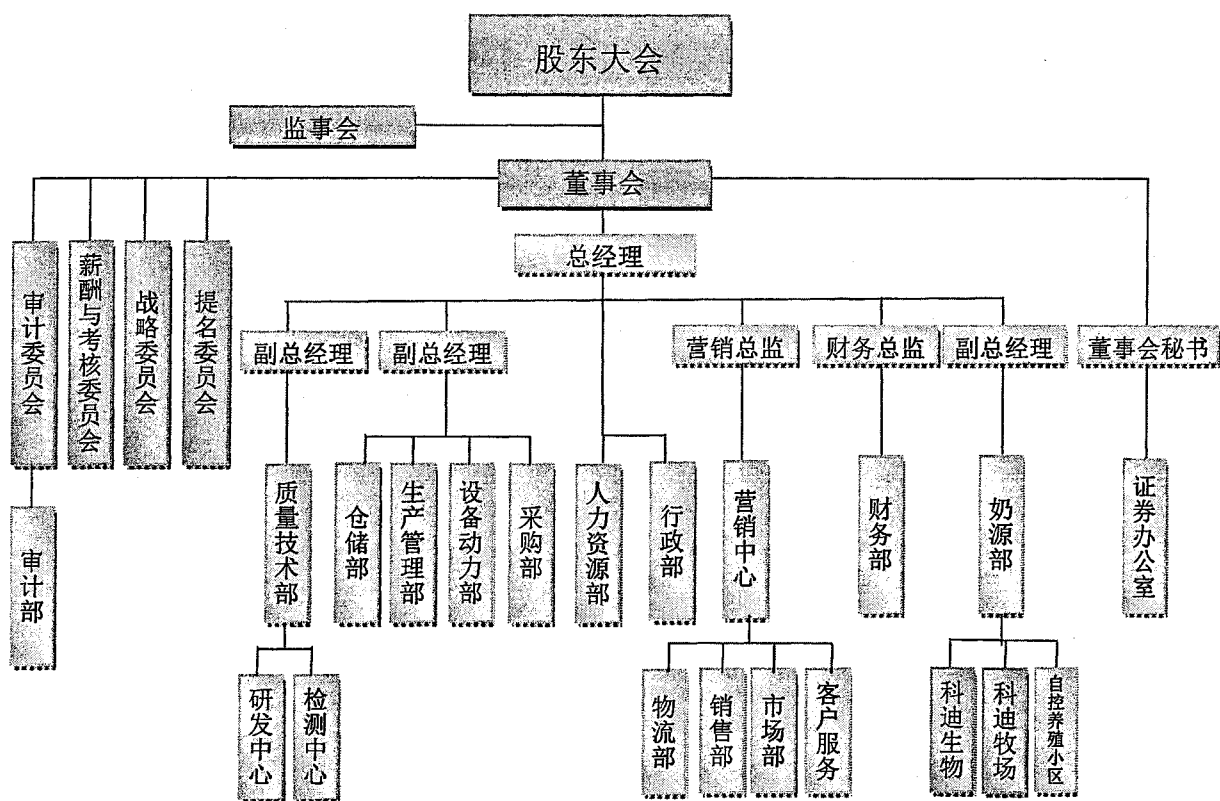 股东大会
监事会
董事会
总经理
审计委员会
薪酬与考核委员会
战略委员会
提名委员会
副总经理
副总经理
营销总监
财务总监
副总经理
董事会秘书
审计部
质量技术部
仓储部
生产管理部
设备动力部
采购部
人力资源部
行政部
营销中心
财务部
奶源部
证券办公室
研发中心
检测中心
物流部
销售部
市场部
客户服务
科迪生物
科迪牧场
自控养殖小区